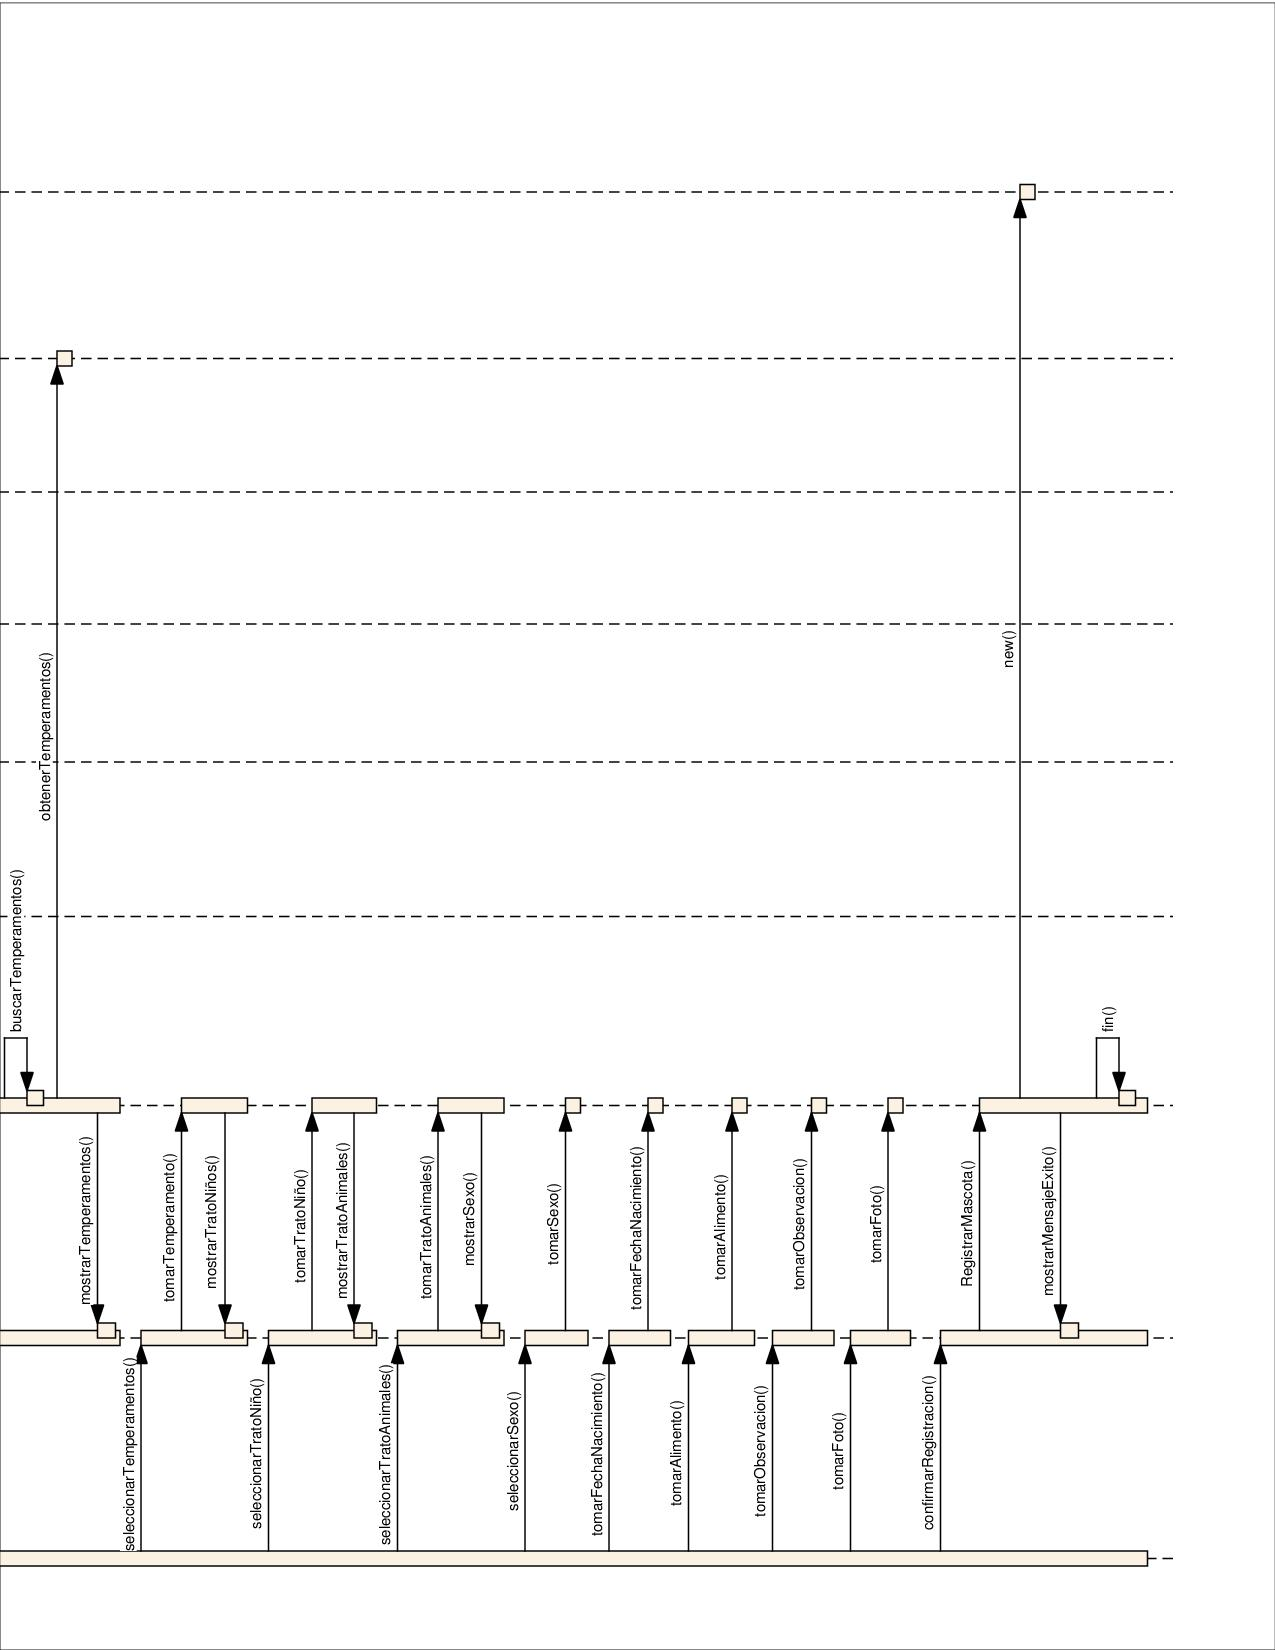 buscarTemperamentos()
obtenerTemperamentos()
mostrarTemperamentos()
seleccionarTemperamentos()
tomarTemperamento()
mostrarTratoNiños()
seleccionarTratoNiño()
tomarTratoNiño()
mostrarTratoAnimales()
seleccionarTratoAnimales()
tomarTratoAnimales()
mostrarSexo()
seleccionarSexo()
tomarSexo()
tomarFechaNacimiento()
tomarFechaNacimiento()
tomarAlimento()
tomarAlimento()
tomarObservacion()
tomarObservacion()
tomarFoto()
tomarFoto()
confirmarRegistracion()
RegistrarMascota()
new()
mostrarMensajeExito()
fin()